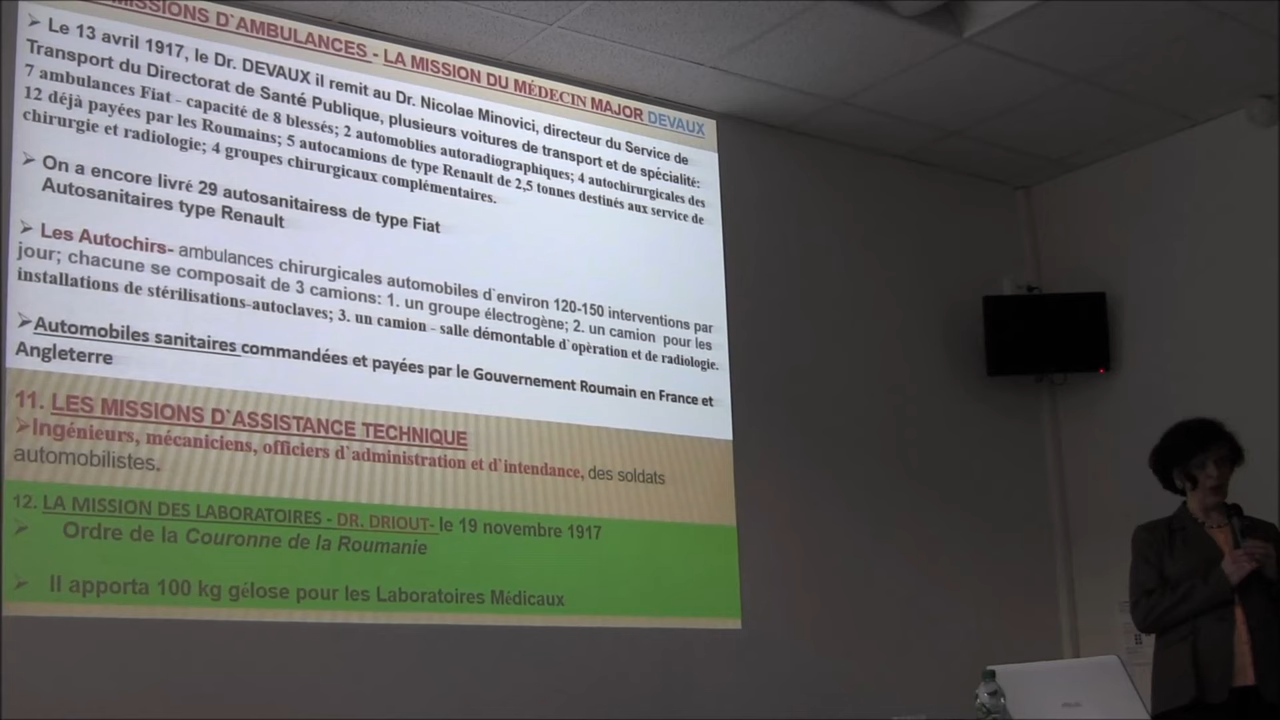 MISSIONS D`AMBULANCES - LA MISSION DU MÉDECIN MAJOR DEVAUX
➢ Le 13 avril 1917, le Dr. DEVAUX il remit au Dr. Nicolae Minovici, directeur du Service de
Transport du Directorat de Santé Publique, plusieurs voitures de transport et de spécialité:
7 ambulances Fiat - capacité de 8 blessés; 2 automoblies autoradiographiques; 4 autochirurgicales des
12 déjà payées par les Roumains; 5 autocamions de type Renault de 2,5 tonnes destinés aux service de
chirurgie et radiologie; 4 groupes chirurgicaux complémentaires.
➢ On a encore livré 29 autosanitairess de type Fiat
Autosanitaires type Renault
➢ Les Autochirs- ambulances chirurgicales automobiles d`environ 120-150 interventions par
jour; chacune se composait de 3 camions: 1. un groupe électrogène; 2. un camion pour les
installations de stérilisations-autoclaves; 3. un camion - salle démontable d`opèration et de radiologie.
➢Automobiles sanitaires commandées et payées par le Gouvernement Roumain en France et
Angleterre
11. LES MISSIONS D`ASSISTANCE TECHNIQUE
➢Ingénieurs, mécaniciens, officiers d`administration et d`intendance, des soldats
automobilistes.
12. LA MISSION DES LABORATOIRES - DR. DRIOUT- le 19 novembre 1917
➢ Ordre de la Couronne de la Roumanie
➢ Il apporta 100 kg gélose pour les Laboratoires Médicaux